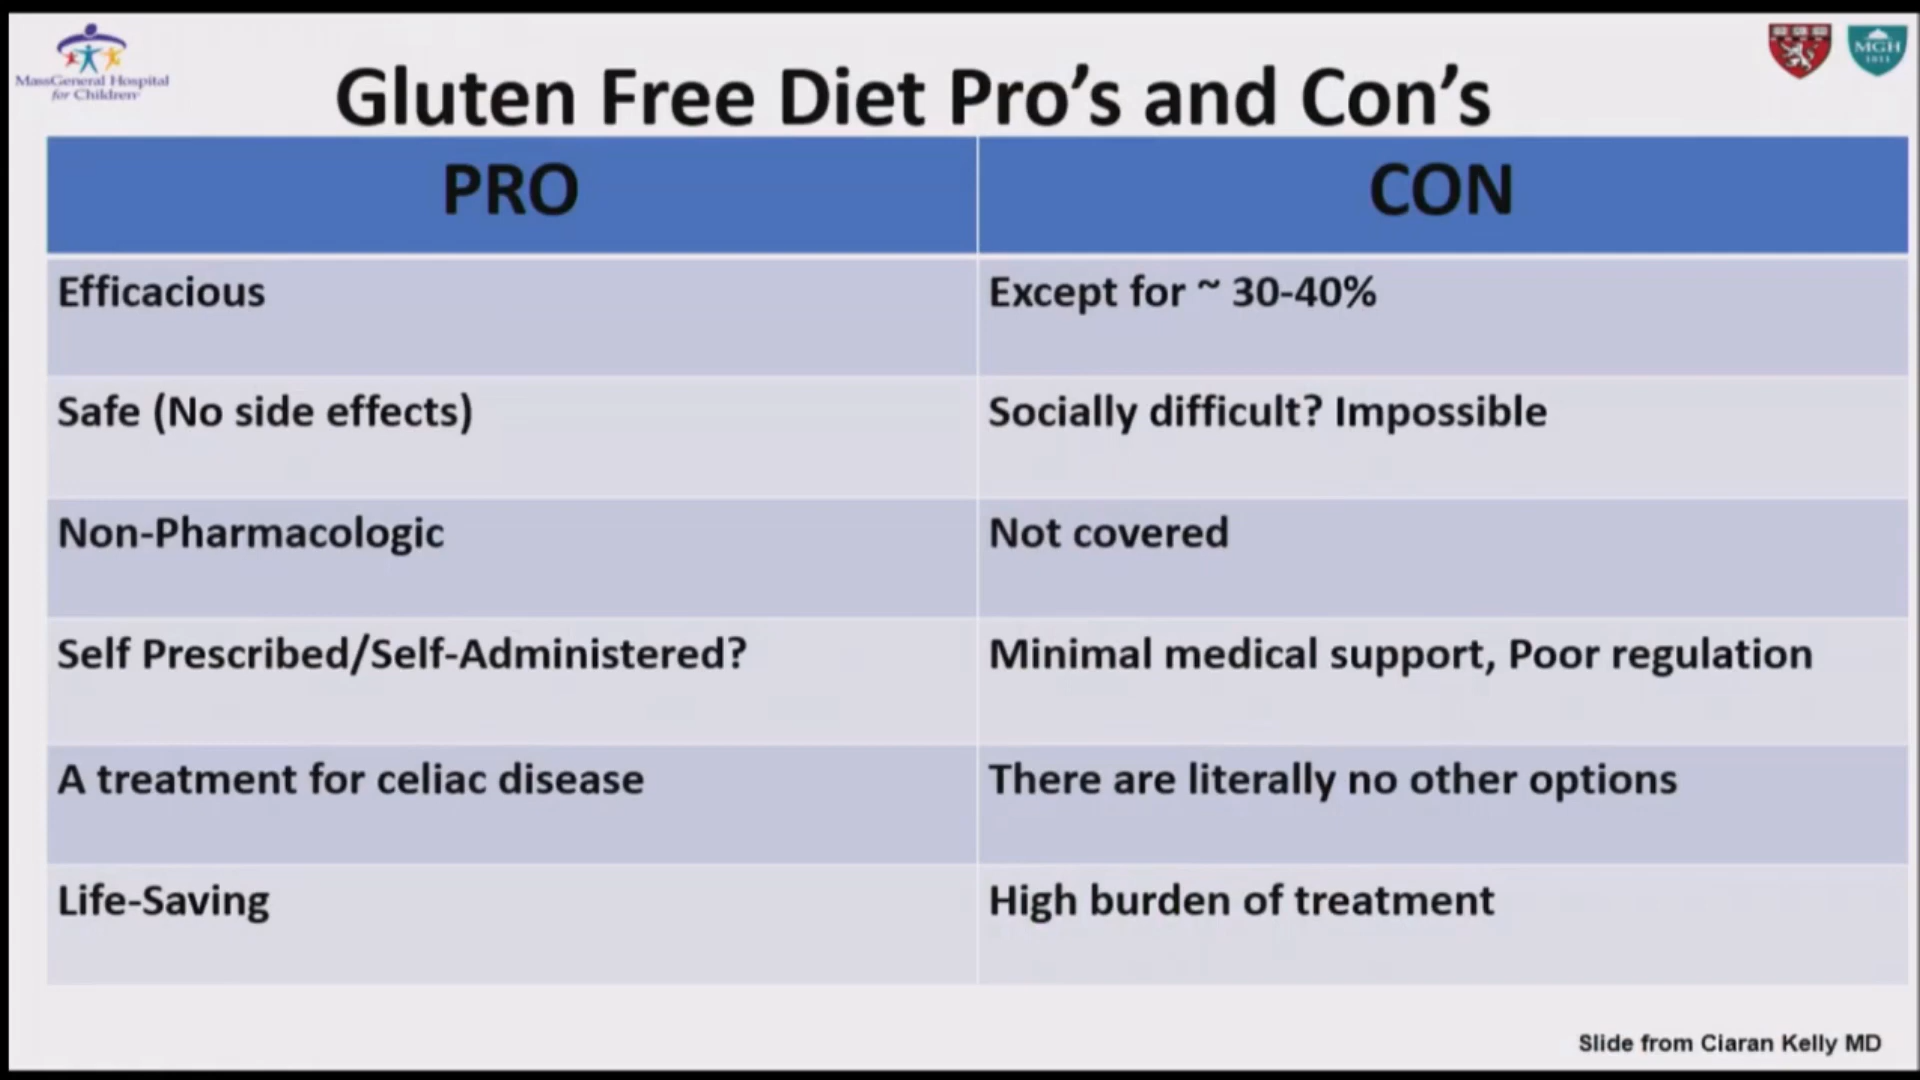 MassGeneral Hospital
for Children
MGH
1811
Gluten Free Diet Pro’s and Con’s
PRO
CON
Efficacious
Except for ~ 30-40%
Safe (No side effects)
Socially difficult? Impossible
Non-Pharmacologic
Not covered
Self Prescribed/Self-Administered?
Minimal medical support, Poor regulation
A treatment for celiac disease
There are literally no other options
Life-Saving
High burden of treatment
Slide from Ciaran Kelly MD